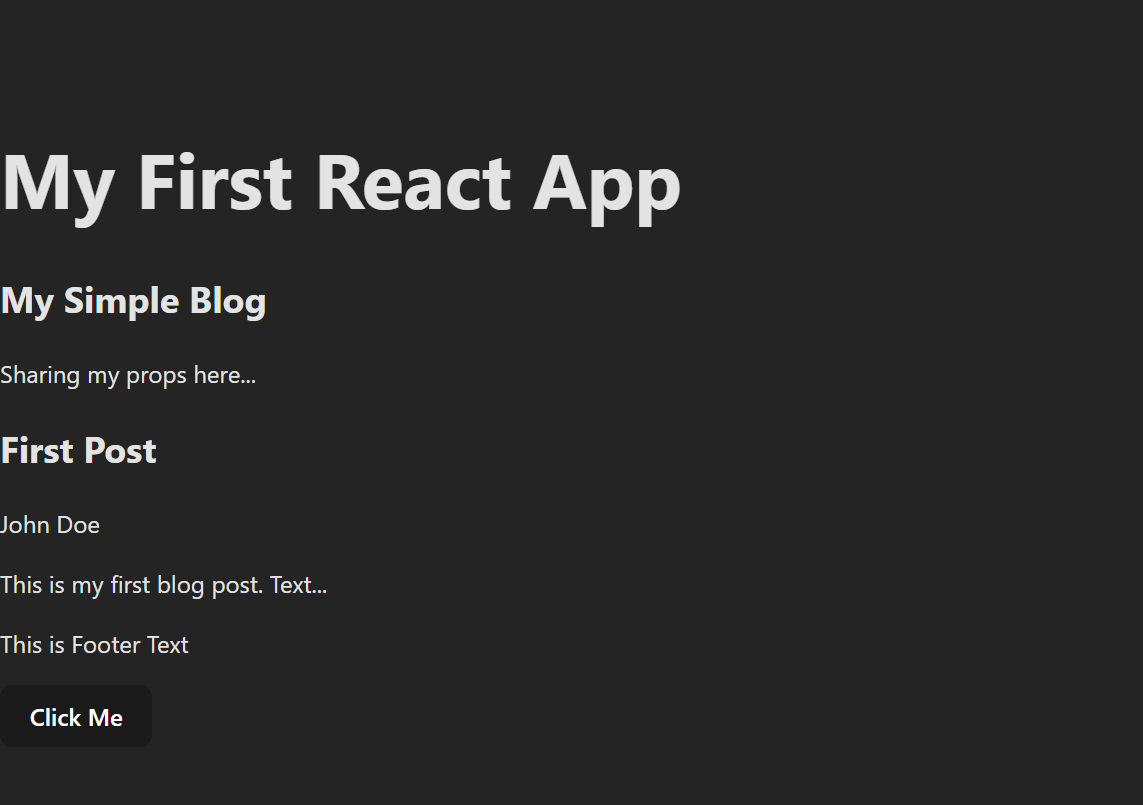 My First React App
My Simple Blog
Sharing my props here...
First Post
John Doe
This is my first blog post. Text...
This is Footer Text
Click Me